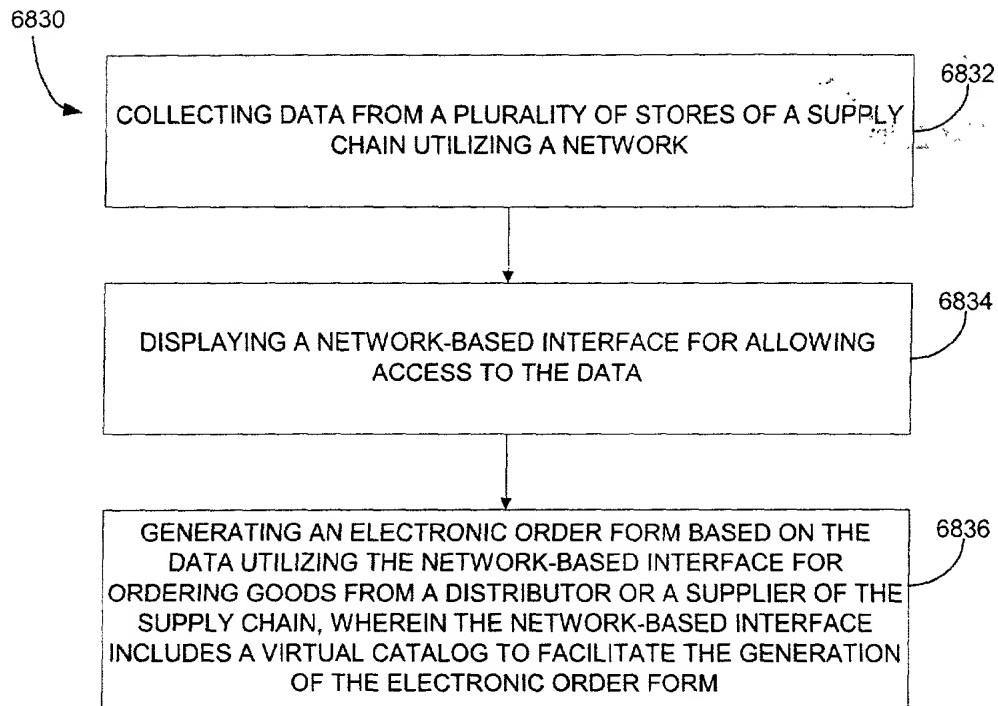 6830
6832
COLLECTING DATA FROM A PLURALITY OF STORES OF A SUPPLY
CHAIN UTILIZING A NETWORK
6834
DISPLAYING A NETWORK-BASED INTERFACE FOR ALLOWING
ACCESS TO THE DATA
6836
GENERATING AN ELECTRONIC ORDER FORM BASED ON THE
DATA UTILIZING THE NETWORK-BASED INTERFACE FOR
ORDERING GOODS FROM A DISTRIBUTOR OR A SUPPLIER OF THE
SUPPLY CHAIN, WHEREIN THE NETWORK-BASED INTERFACE
INCLUDES A VIRTUAL CATALOG TO FACILITATE THE GENERATION
OF THE ELECTRONIC ORDER FORM